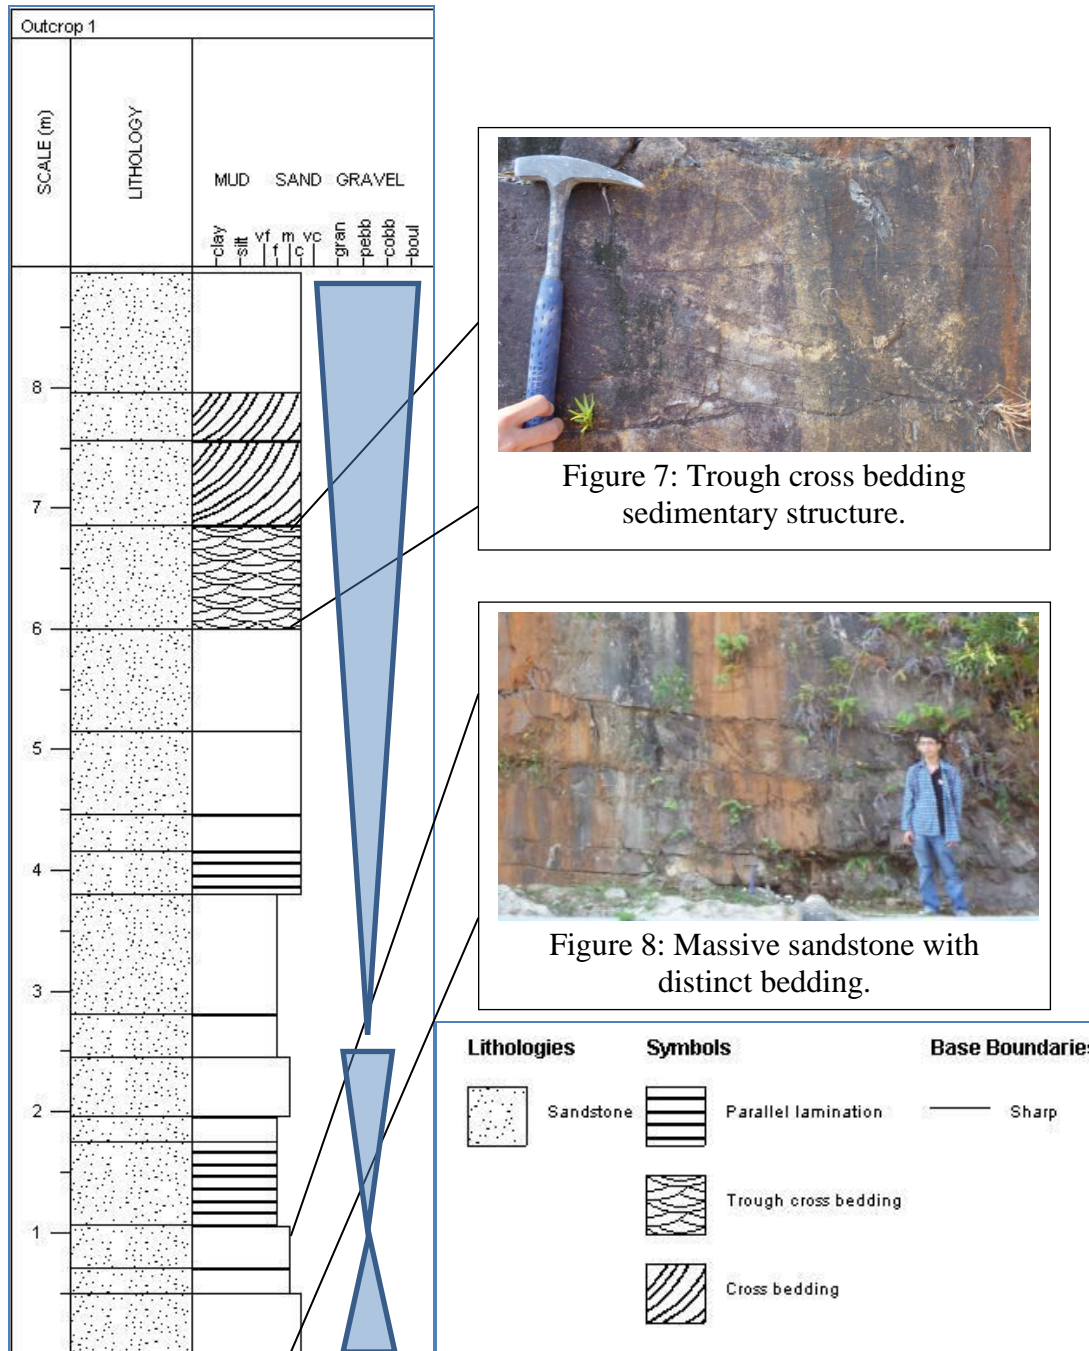 Outcrop 1
SCALE (m)
LITHOLOGY
MUD SAND GRAVEL
clay
silt
vf
f
m
c
vc
gran
pebb
cobb
boul
8
7
6
5
4
3
2
1
Figure 7: Trough cross bedding
sedimentary structure.
Figure 8: Massive sandstone with
distinct bedding.
Lithologies
Sandstone
Symbols
Parallel lamination
Trough cross bedding
Cross bedding
Base Boundaries
Sharp